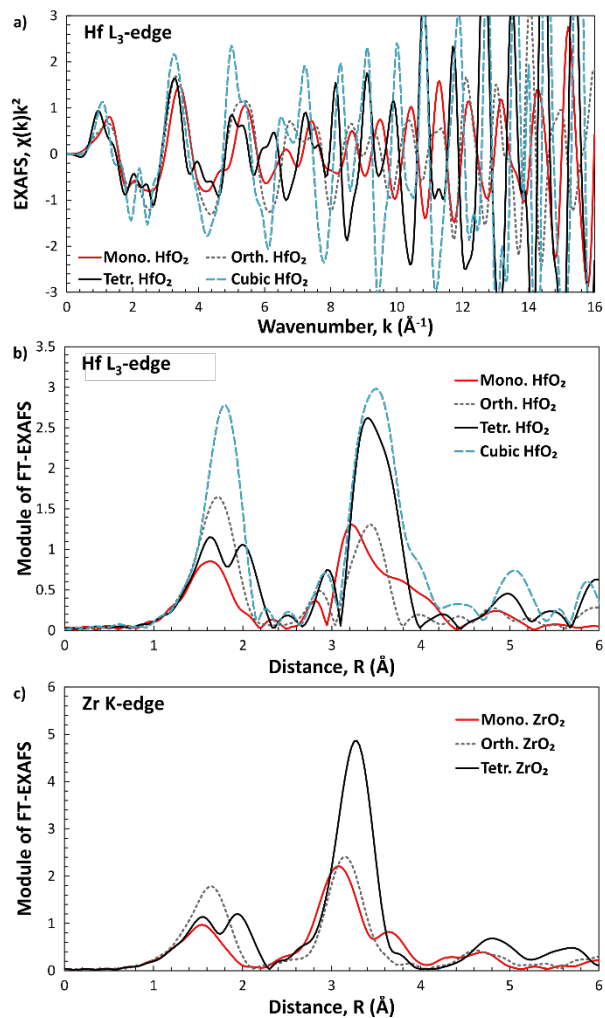 a)
Hf L₃-edge
EXAFS, χ(k)k²
3
2
1
0
-1
-2
-3
Mono. HfO₂
Orth. HfO₂
Tetr. HfO₂
Cubic HfO₂
0 2 4 6 8 10 12 14 16
Wavenumber, k (Å⁻¹)
b)
Hf L₃-edge
Module of FT-EXAFS
3.5
3
2.5
2
1.5
1
0.5
0
Mono. HfO₂
Orth. HfO₂
Tetr. HfO₂
Cubic HfO₂
0 1 2 3 4 5 6
Distance, R (Å)
c)
Zr K-edge
Module of FT-EXAFS
6
5
4
3
2
1
0
Mono. ZrO₂
Orth. ZrO₂
Tetr. ZrO₂
0 1 2 3 4 5 6
Distance, R (Å)